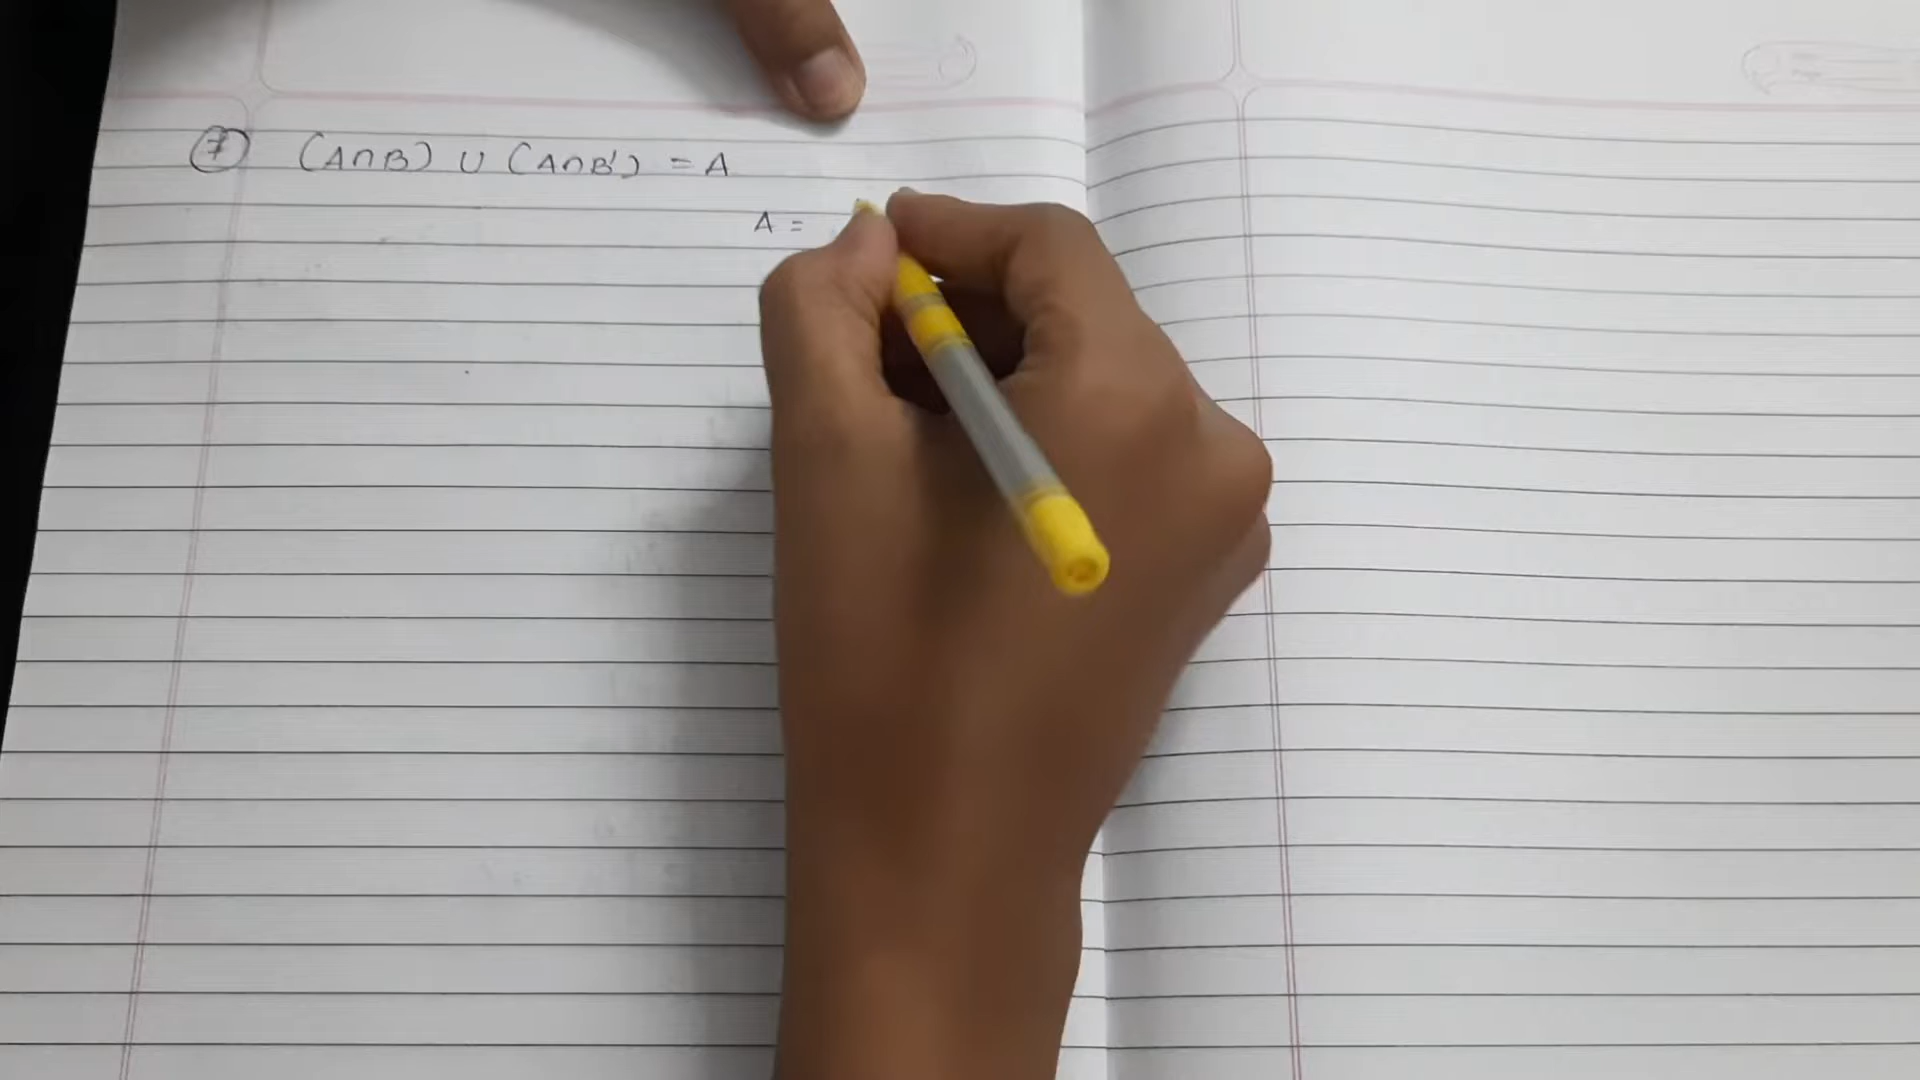 ⑦ (A∩B) ∪ (A∩B') = A
A =